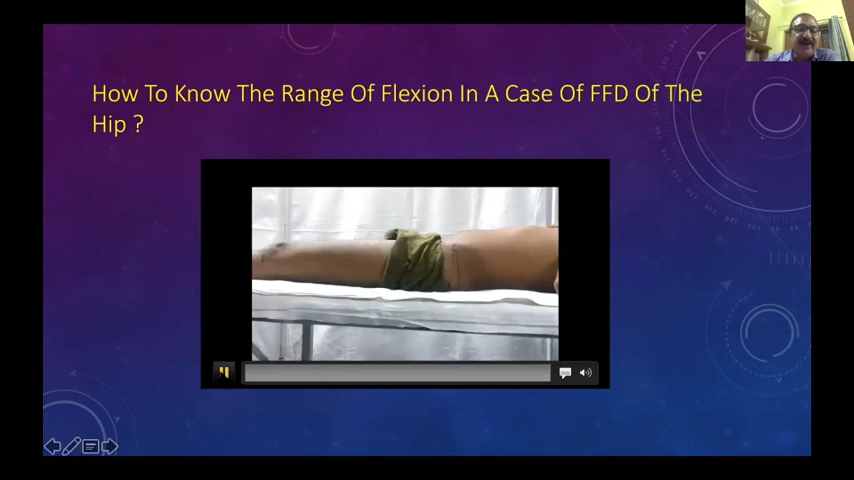 How To Know The Range Of Flexion In A Case Of FFD Of The
Hip ?